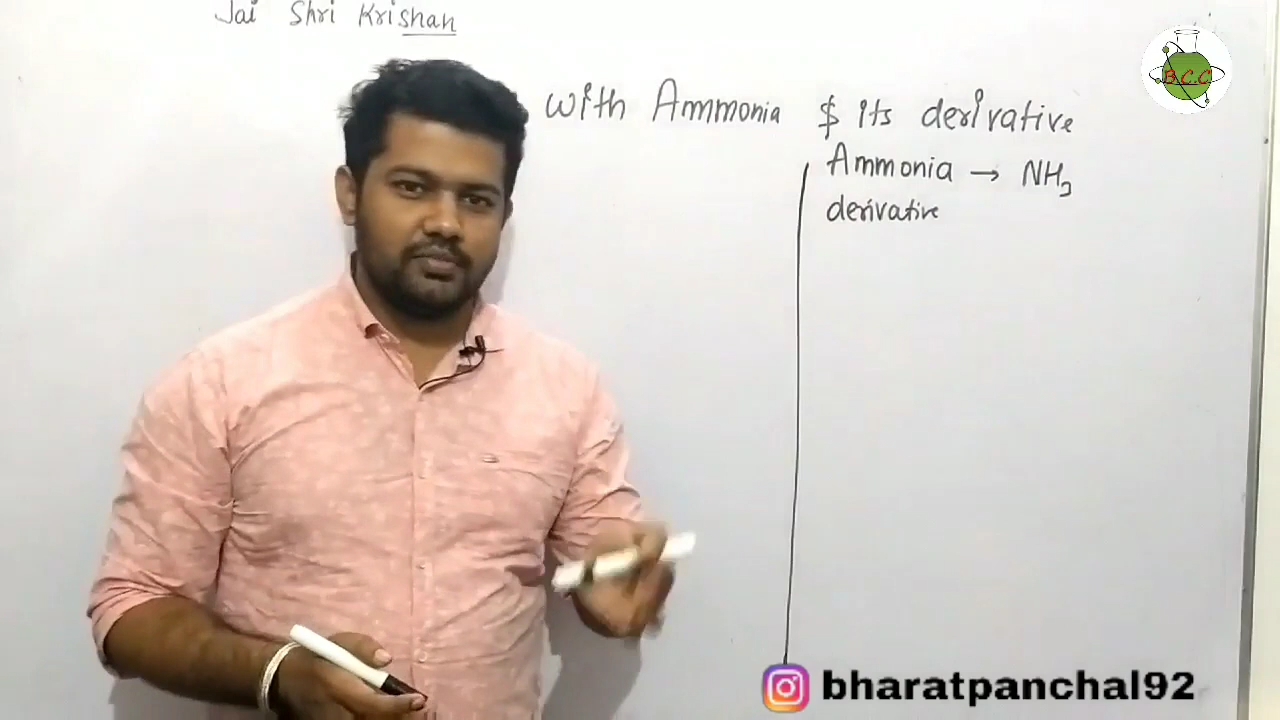 Jai Shri Krishan
B.C.C
with Ammonia $ its derivative
Ammonia → NH3
derivative
bharatpanchal92